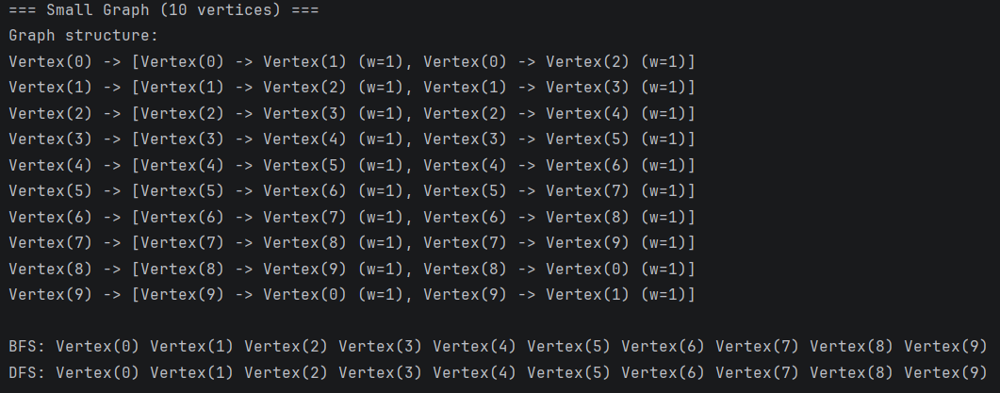 === Small Graph (10 vertices) ===
Graph structure:
Vertex(0) -> [Vertex(0) -> Vertex(1) (w=1), Vertex(0) -> Vertex(2) (w=1)]
Vertex(1) -> [Vertex(1) -> Vertex(2) (w=1), Vertex(1) -> Vertex(3) (w=1)]
Vertex(2) -> [Vertex(2) -> Vertex(3) (w=1), Vertex(2) -> Vertex(4) (w=1)]
Vertex(3) -> [Vertex(3) -> Vertex(4) (w=1), Vertex(3) -> Vertex(5) (w=1)]
Vertex(4) -> [Vertex(4) -> Vertex(5) (w=1), Vertex(4) -> Vertex(6) (w=1)]
Vertex(5) -> [Vertex(5) -> Vertex(6) (w=1), Vertex(5) -> Vertex(7) (w=1)]
Vertex(6) -> [Vertex(6) -> Vertex(7) (w=1), Vertex(6) -> Vertex(8) (w=1)]
Vertex(7) -> [Vertex(7) -> Vertex(8) (w=1), Vertex(7) -> Vertex(9) (w=1)]
Vertex(8) -> [Vertex(8) -> Vertex(9) (w=1), Vertex(8) -> Vertex(0) (w=1)]
Vertex(9) -> [Vertex(9) -> Vertex(0) (w=1), Vertex(9) -> Vertex(1) (w=1)]
BFS: Vertex(0) Vertex(1) Vertex(2) Vertex(3) Vertex(4) Vertex(5) Vertex(6) Vertex(7) Vertex(8) Vertex(9)
DFS: Vertex(0) Vertex(1) Vertex(2) Vertex(3) Vertex(4) Vertex(5) Vertex(6) Vertex(7) Vertex(8) Vertex(9)